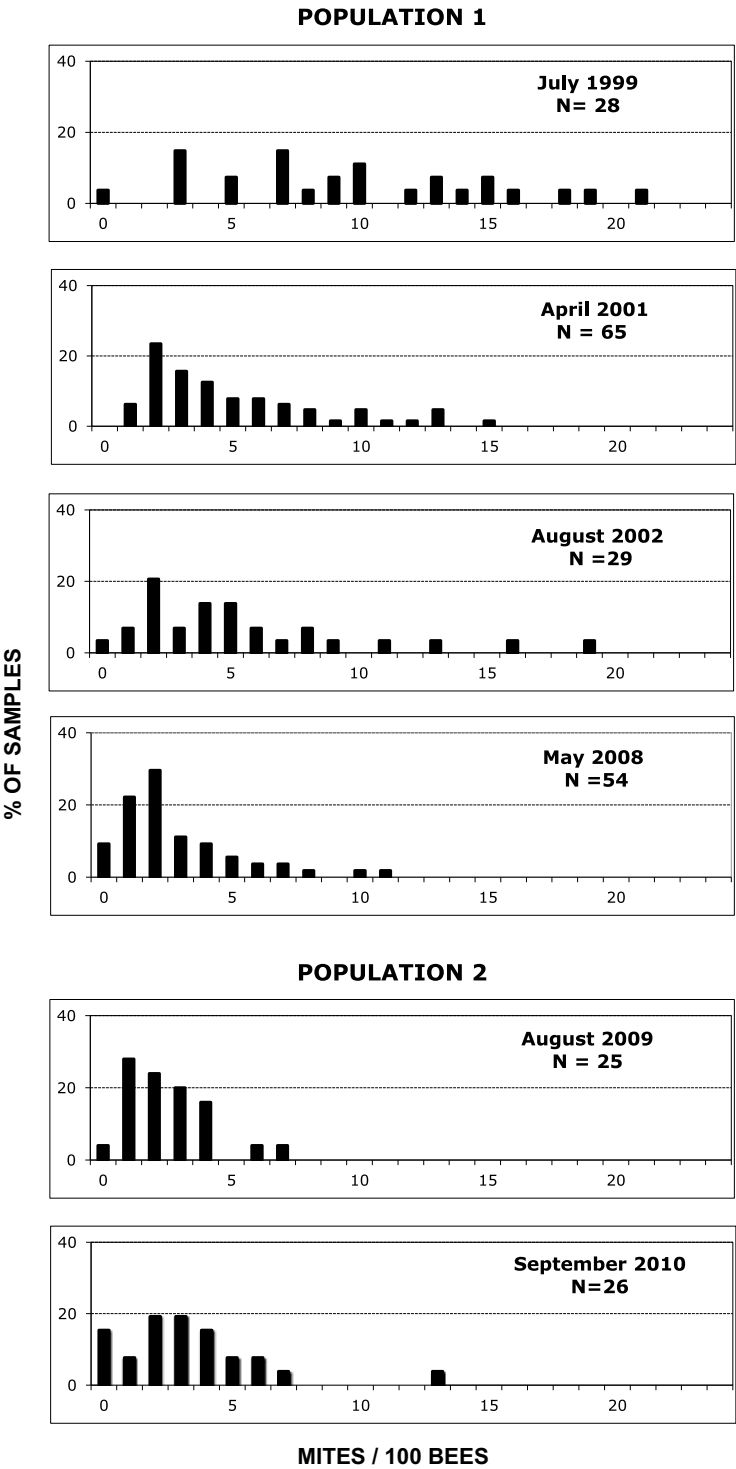 POPULATION 1
40
July 1999
N= 28
20
0
0 5 10 15 20
40
April 2001
N = 65
20
0
0 5 10 15 20
40
August 2002
N =29
20
0
0 5 10 15 20
% OF SAMPLES
40
May 2008
N =54
20
0
0 5 10 15 20
POPULATION 2
40
August 2009
N = 25
20
0
0 5 10 15 20
40
September 2010
N=26
20
0
0 5 10 15 20
MITES / 100 BEES